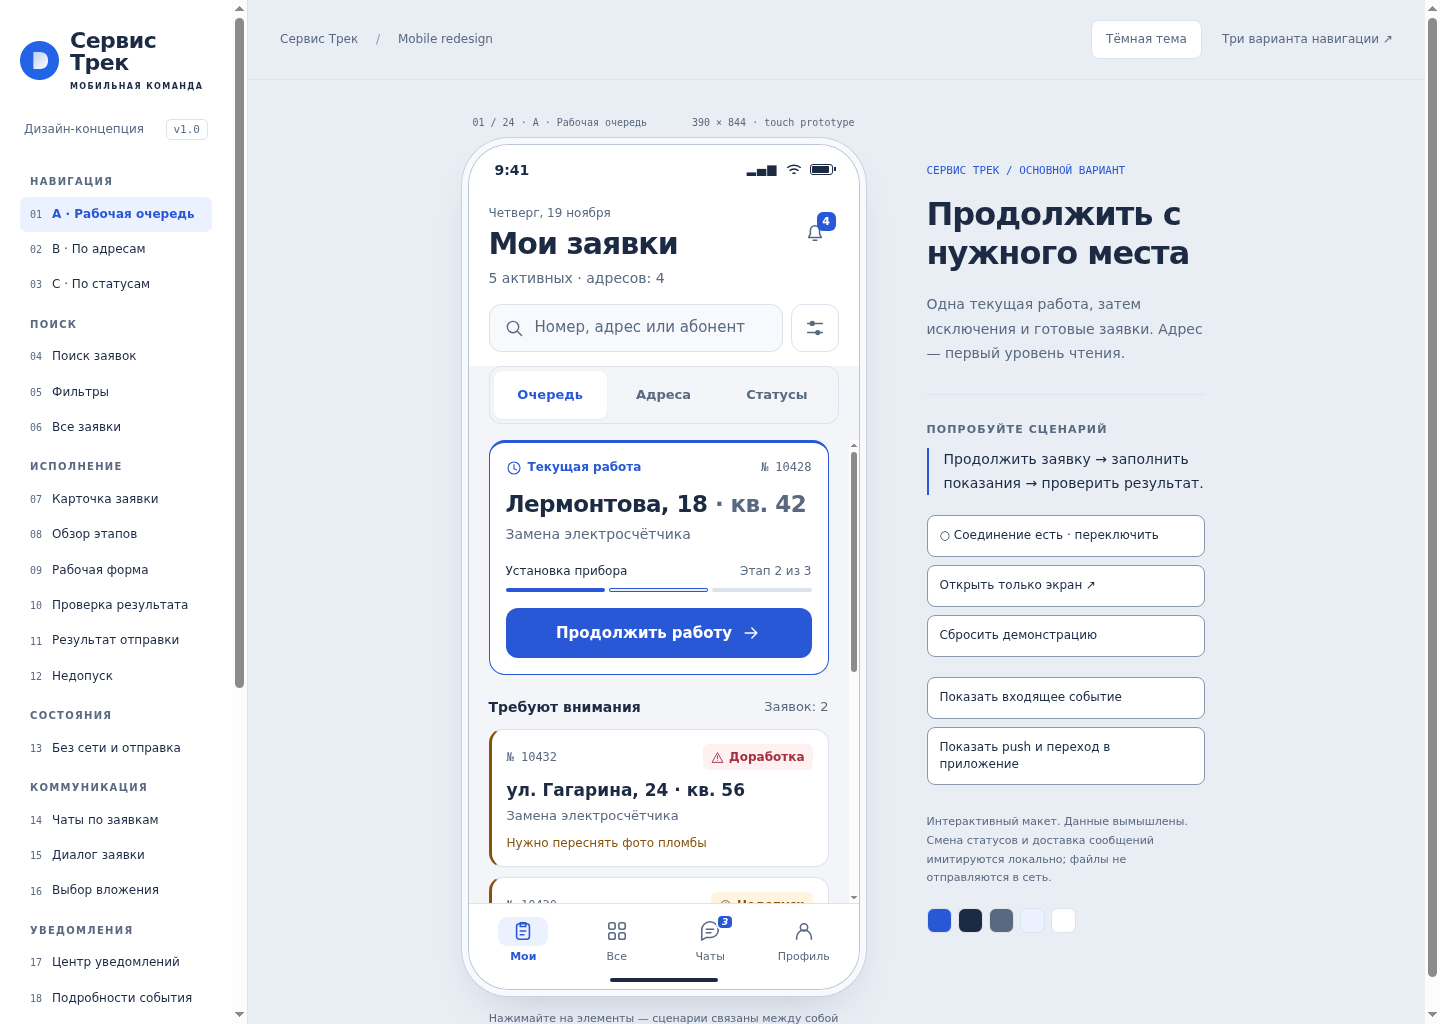 Сервис
Трек
МОБИЛЬНАЯ КОМАНДА
Дизайн-концепция v1.0
НАВИГАЦИЯ
01 A · Рабочая очередь
02 B · По адресам
03 C · По статусам
ПОИСК
04 Поиск заявок
05 Фильтры
06 Все заявки
ИСПОЛНЕНИЕ
07 Карточка заявки
08 Обзор этапов
09 Рабочая форма
10 Проверка результата
11 Результат отправки
12 Недопуск
СОСТОЯНИЯ
13 Без сети и отправка
КОММУНИКАЦИЯ
14 Чаты по заявкам
15 Диалог заявки
16 Выбор вложения
УВЕДОМЛЕНИЯ
17 Центр уведомлений
18 Подробности события
Сервис Трек / Mobile redesign
Тёмная тема
Три варианта навигации ↗
01 / 24 · A · Рабочая очередь
390 × 844 · touch prototype
9:41
Четверг, 19 ноября
4
Мои заявки
5 активных · адресов: 4
Номер, адрес или абонент
Очередь Адреса Статусы
Текущая работа № 10428
Лермонтова, 18 · кв. 42
Замена электросчётчика
Установка прибора Этап 2 из 3
Продолжить работу →
Требуют внимания Заявок: 2
№ 10432 Доработка
ул. Гагарина, 24 · кв. 56
Замена электросчётчика
Нужно переснять фото пломбы
3
Мои Все Чаты Профиль
Нажимайте на элементы — сценарии связаны между собой
СЕРВИС ТРЕК / ОСНОВНОЙ ВАРИАНТ
Продолжить с
нужного места
Одна текущая работа, затем
исключения и готовые заявки. Адрес
— первый уровень чтения.
ПОПРОБУЙТЕ СЦЕНАРИЙ
Продолжить заявку → заполнить
показания → проверить результат.
○ Соединение есть · переключить
Открыть только экран ↗
Сбросить демонстрацию
Показать входящее событие
Показать push и переход в
приложение
Интерактивный макет. Данные вымышлены.
Смена статусов и доставка сообщений
имитируются локально; файлы не
отправляются в сеть.